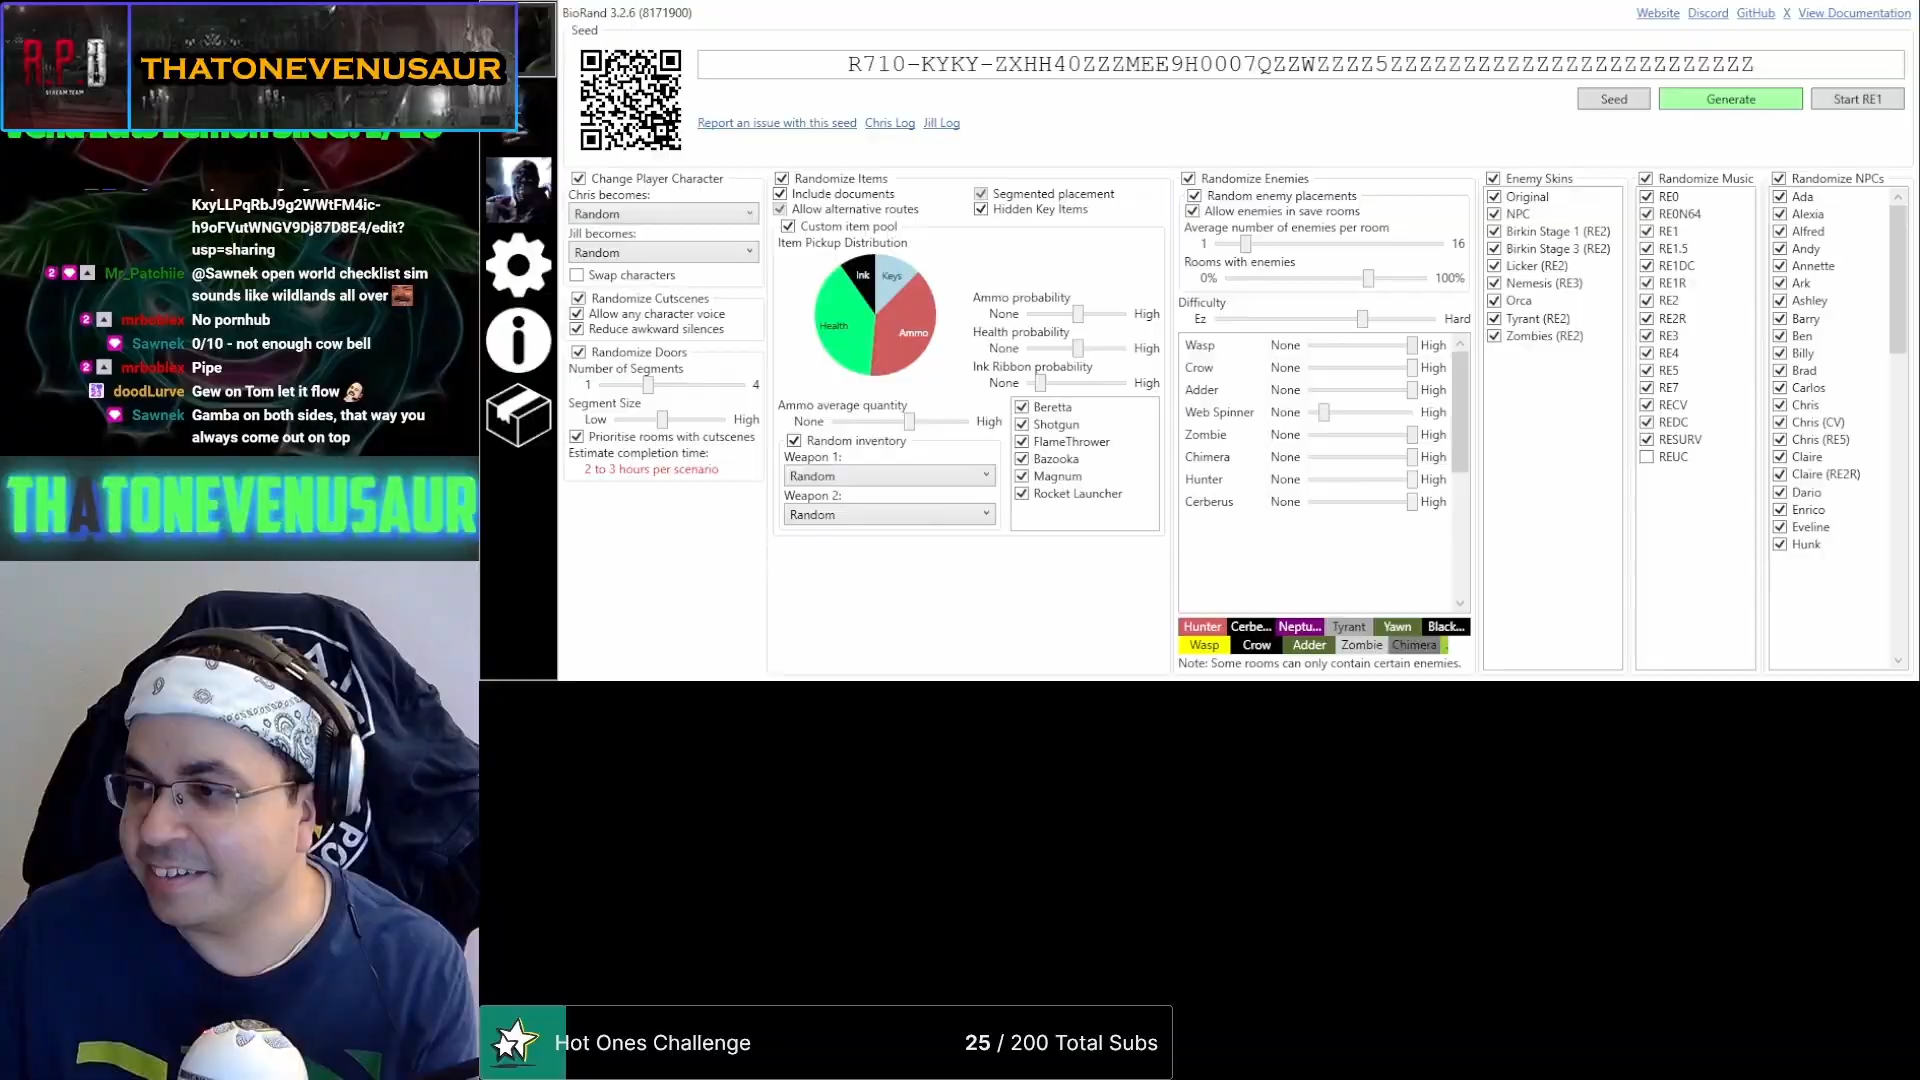 R.P.D
STREAM TEAM
THATONEVENUSAUR
KxyLLPqRbJ9g2WWtFM4ic-
h9oFVutWNGV9Dj87D8E4/edit?
usp=sharing
2 Mr_Patchiie @Sawnek open world checklist sim
sounds like wildlands all over
2 mrboblex No pornhub
Sawnek 0/10 - not enough cow bell
2 mrboblex Pipe
doodLurve Gew on Tom let it flow
Sawnek Gamba on both sides, that way you
always come out on top
THATONEVENUSAUR
BioRand 3.2.6 (8171900)
Website Discord GitHub X View Documentation
Seed
R710-KYKY-ZXHH40ZZZMEE9H0007QZZWZZZZ5ZZZZZZZZZZZZZZZZZZZZZZZZZ
Seed Generate Start RE1
Report an issue with this seed Chris Log Jill Log
Change Player Character
Chris becomes:
Random
Jill becomes:
Random
Swap characters
Randomize Cutscenes
Allow any character voice
Reduce awkward silences
Randomize Doors
Number of Segments
1 4
Segment Size
Low High
Prioritise rooms with cutscenes
Estimate completion time:
2 to 3 hours per scenario
Randomize Items
Include documents
Segmented placement
Allow alternative routes
Hidden Key Items
Custom item pool
Item Pickup Distribution
Ink Keys
Health Ammo
Ammo probability
None High
Health probability
None High
Ink Ribbon probability
None High
Ammo average quantity
None High
Random inventory
Weapon 1:
Random
Weapon 2:
Random
Beretta
Shotgun
FlameThrower
Bazooka
Magnum
Rocket Launcher
Randomize Enemies
Random enemy placements
Allow enemies in save rooms
Average number of enemies per room
1 16
Rooms with enemies
0% 100%
Difficulty
Ez Hard
Wasp None High
Crow None High
Adder None High
Web Spinner None High
Zombie None High
Chimera None High
Hunter None High
Cerberus None High
Hunter Cerbe... Neptu... Tyrant Yawn Black...
Wasp Crow Adder Zombie Chimera .
Note: Some rooms can only contain certain enemies.
Enemy Skins
Original
NPC
Birkin Stage 1 (RE2)
Birkin Stage 3 (RE2)
Licker (RE2)
Nemesis (RE3)
Orca
Tyrant (RE2)
Zombies (RE2)
Randomize Music
RE0
RE0N64
RE1
RE1.5
RE1DC
RE1R
RE2
RE2R
RE3
RE4
RE5
RE7
RECV
REDC
RESURV
REUC
Randomize NPCs
Ada
Alexia
Alfred
Andy
Annette
Ark
Ashley
Barry
Ben
Billy
Brad
Carlos
Chris
Chris (CV)
Chris (RE5)
Claire
Claire (RE2R)
Dario
Enrico
Eveline
Hunk
PO
Hot Ones Challenge 25 / 200 Total Subs